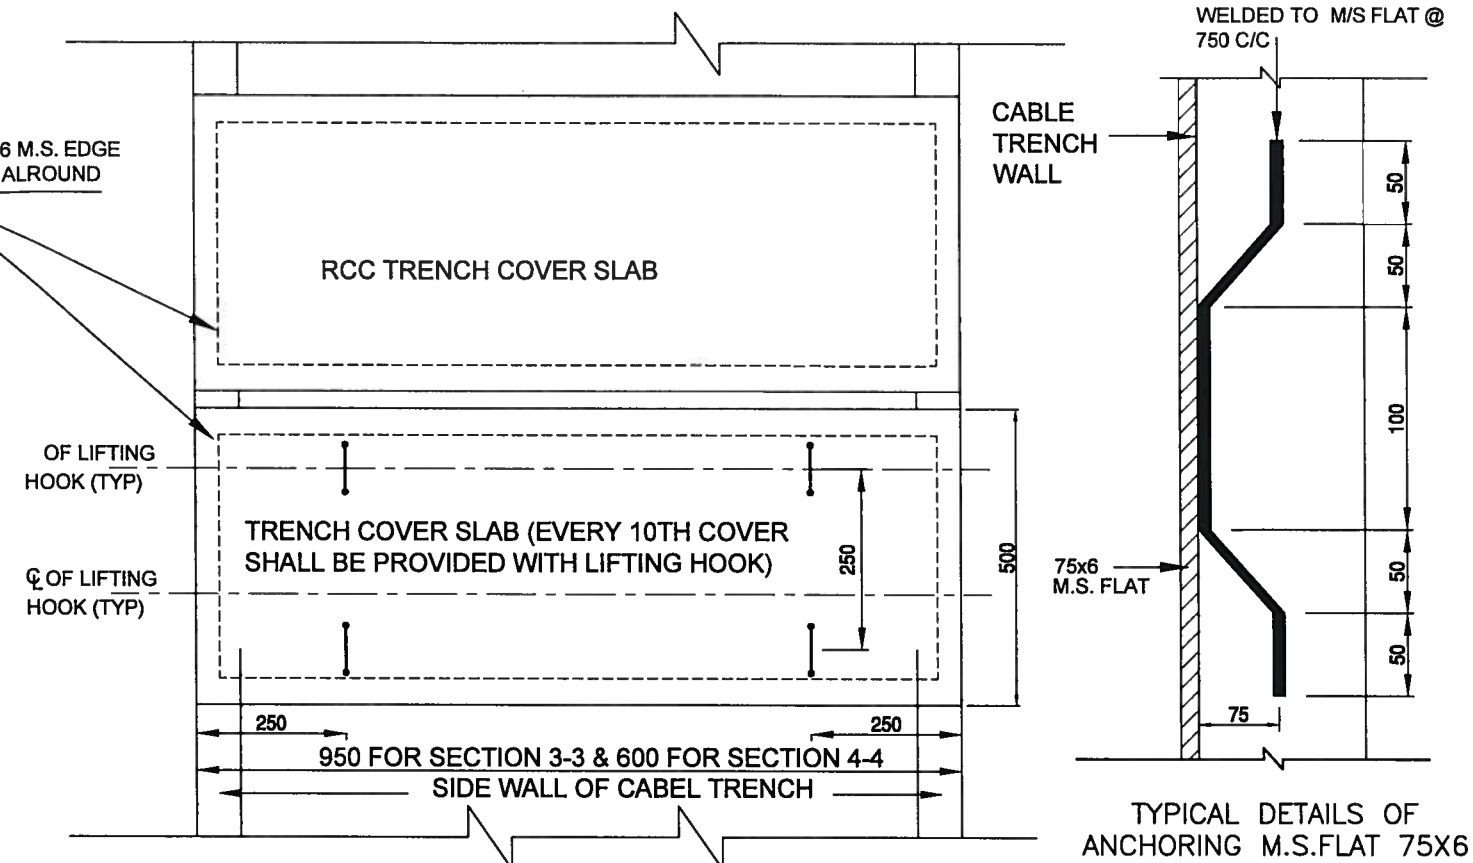 WELDED TO M/S FLAT @
750 C/C
6 M.S. EDGE
ALROUND
CABLE
TRENCH
WALL
RCC TRENCH COVER SLAB
50
50
100
50
50
75
OF LIFTING
HOOK (TYP)
TRENCH COVER SLAB (EVERY 10TH COVER
SHALL BE PROVIDED WITH LIFTING HOOK)
250
500
℄ OF LIFTING
HOOK (TYP)
75x6
M.S. FLAT
250
250
950 FOR SECTION 3-3 & 600 FOR SECTION 4-4
SIDE WALL OF CABEL TRENCH
TYPICAL DETAILS OF
ANCHORING M.S.FLAT 75X6